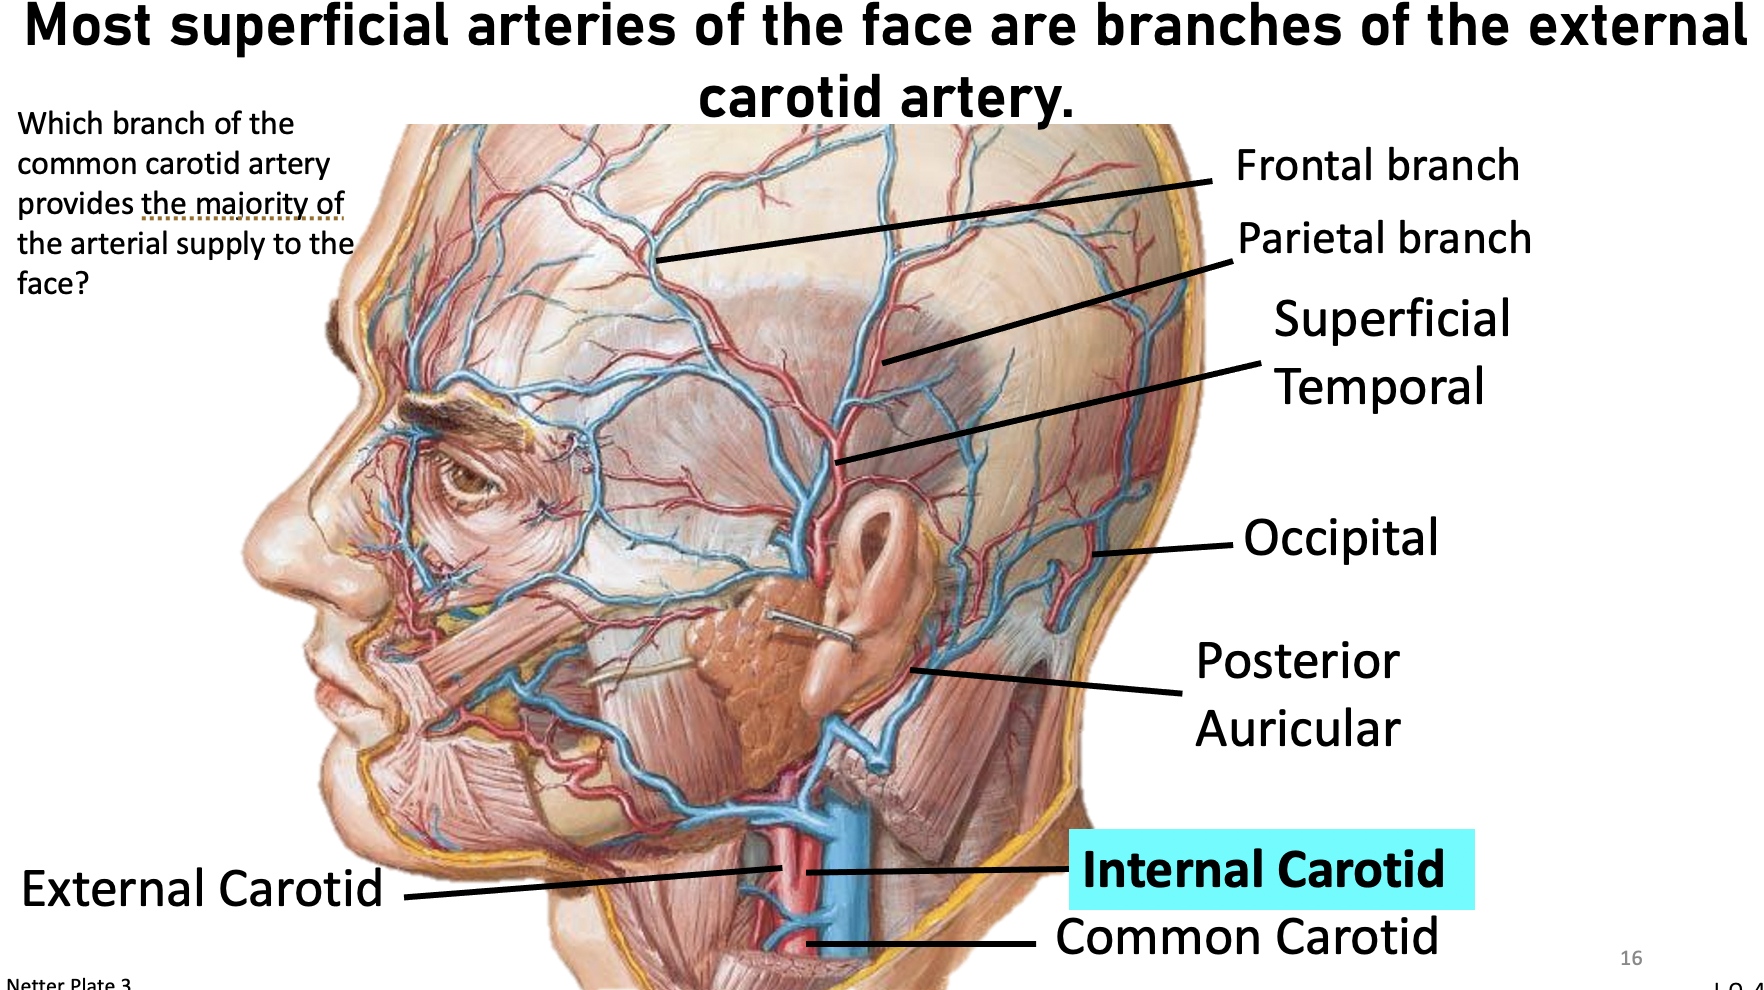 Most superficial arteries of the face are branches of the external
carotid artery.
Which branch of the
common carotid artery
provides the majority of
the arterial supply to the
face?
Frontal branch
Parietal branch
Superficial
Temporal
Occipital
Posterior
Auricular
External Carotid
Internal Carotid
Common Carotid
16
Netter Plate 3